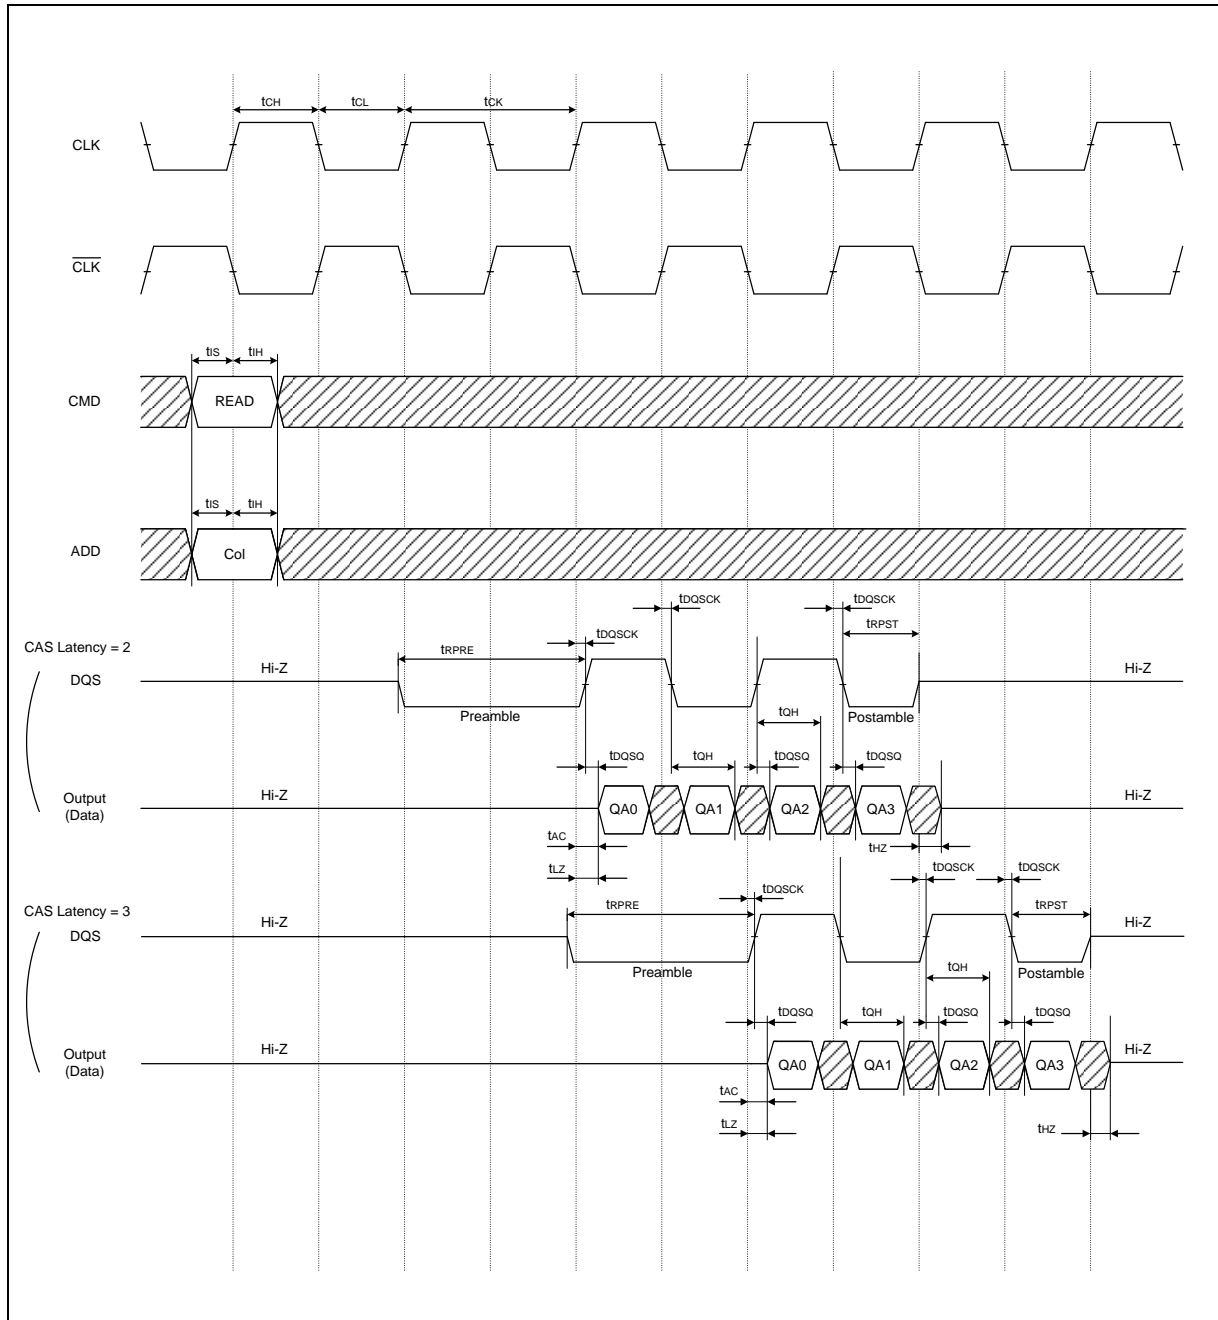 tCH tCL tCK
CLK
CLK
tIS tIH
CMD READ
tIS tIH
ADD Col
tDQSCK tDQSCK
tDQSCK tRPST
CAS Latency = 2
tRPRE
Hi-Z Hi-Z
DQS
Preamble Postamble
tQH
tDQSQ tQH tDQSQ tDQSQ
Output
(Data)
Hi-Z QA0 QA1 QA2 QA3 Hi-Z
tAC tHZ
tLZ
tDQSCK tDQSCK tDQSCK
CAS Latency = 3
tRPRE tRPST
Hi-Z Hi-Z
DQS
Preamble Postamble
tQH
tDQSQ tQH tDQSQ tDQSQ
Output
(Data)
Hi-Z QA0 QA1 QA2 QA3 Hi-Z
tAC
tLZ tHZ